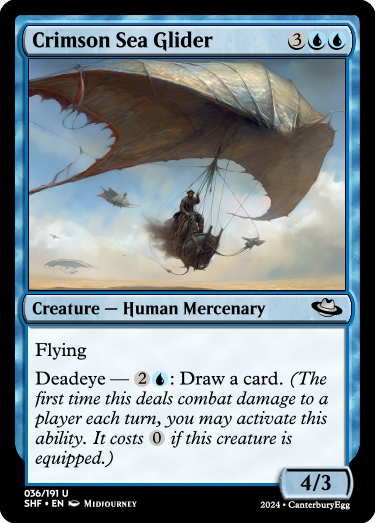 Crimson Sea Glider 3UU
Creature — Human Mercenary
Flying
Deadeye — 2U: Draw a card. (The
first time this deals combat damage to a
player each turn, you may activate this
ability. It costs 0 if this creature is
equipped.)
4/3
036/191 U
SHF • EN Midjourney
2024 • CanterburyEgg